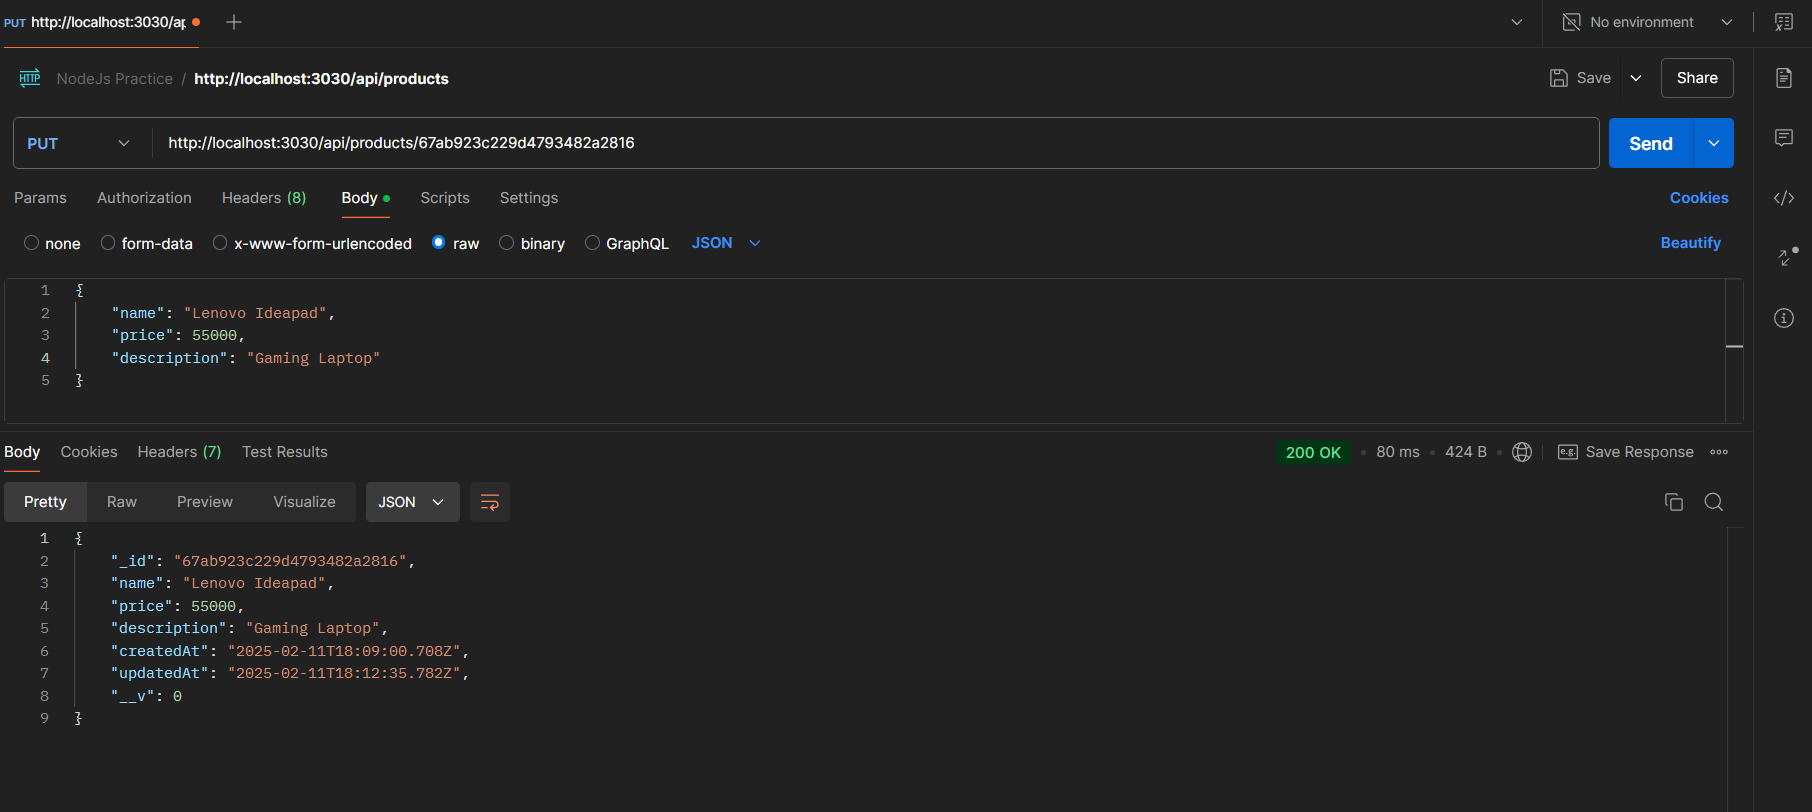 PUT http://localhost:3030/ap
No environment
HTTP NodeJs Practice / http://localhost:3030/api/products
Save
Share
PUT http://localhost:3030/api/products/67ab923c229d4793482a2816
Send
Params Authorization Headers (8) Body Scripts Settings
Cookies
none form-data x-www-form-urlencoded raw binary GraphQL JSON
Beautify
1 {
2 "name": "Lenovo Ideapad",
3 "price": 55000,
4 "description": "Gaming Laptop"
5 }
Body Cookies Headers (7) Test Results
200 OK • 80 ms • 424 B • e.g. Save Response
Pretty Raw Preview Visualize JSON
1 {
2 "_id": "67ab923c229d4793482a2816",
3 "name": "Lenovo Ideapad",
4 "price": 55000,
5 "description": "Gaming Laptop",
6 "createdAt": "2025-02-11T18:09:00.708Z",
7 "updatedAt": "2025-02-11T18:12:35.782Z",
8 "__v": 0
9 }